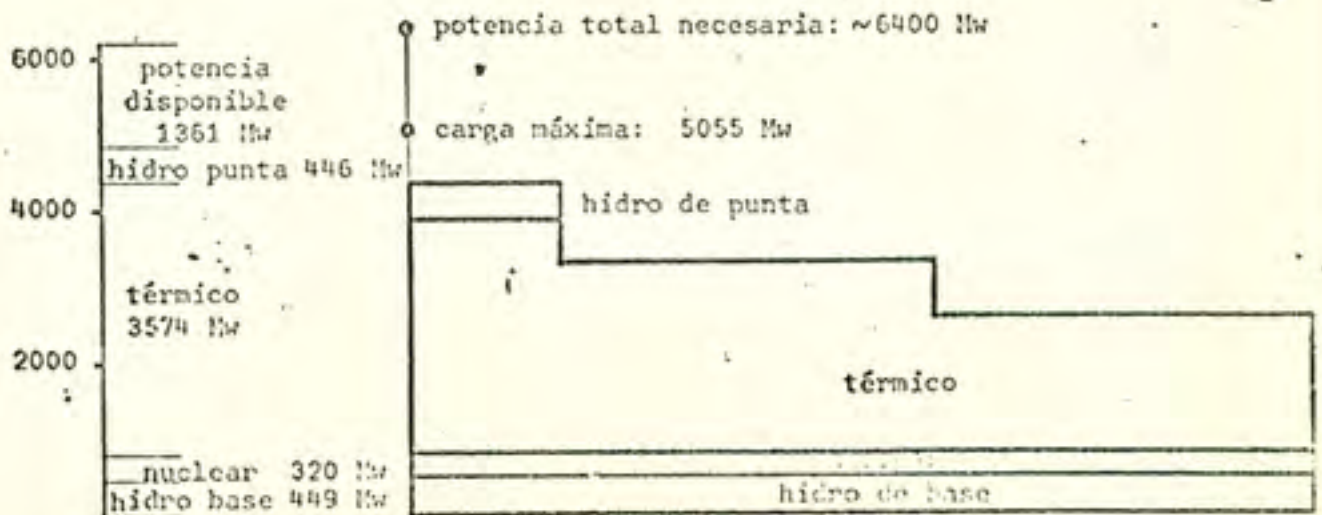 potencia total necesaria: ~6400 Mw
6000
potencia
disponible
1361 Mw
carga máxima: 5055 Mw
hidro punta 446 Mw
4000
hidro de punta
térmico
3574 Mw
2000
térmico
nuclear 320 Mw
hidro base 449 Mw
hidro de base